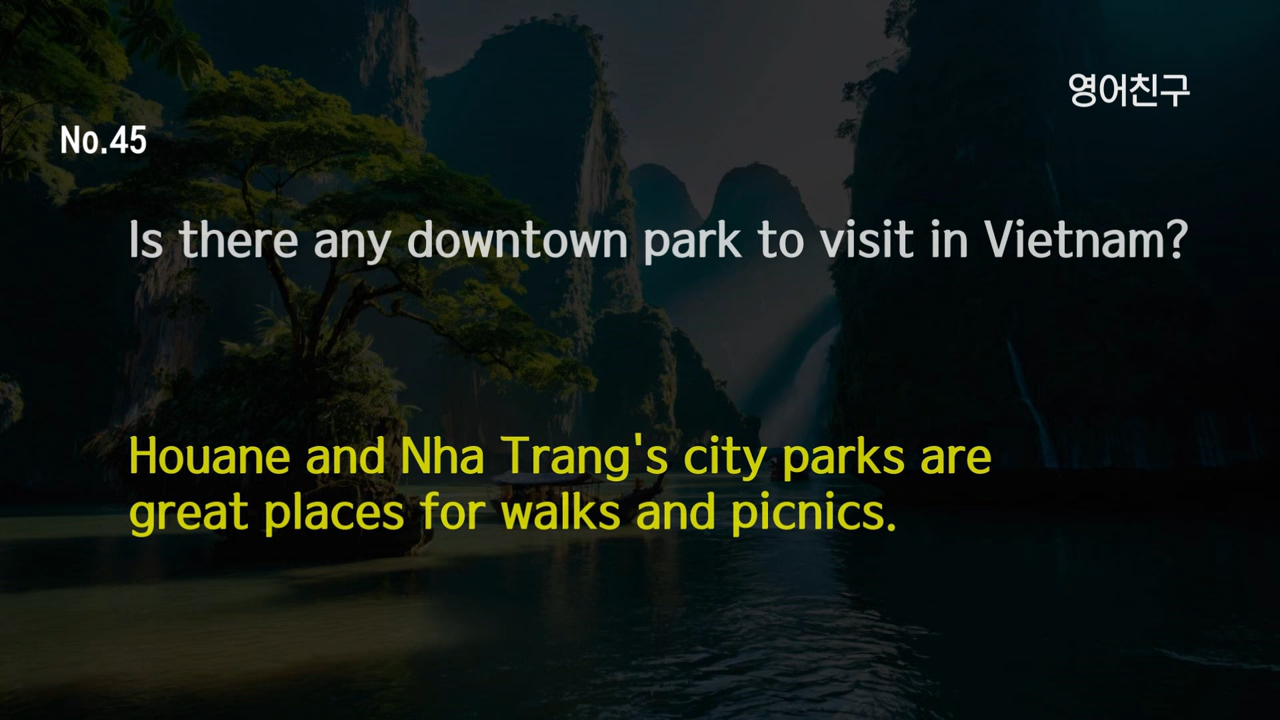 영어친구
No.45
Is there any downtown park to visit in Vietnam?
Houane and Nha Trang's city parks are
great places for walks and picnics.